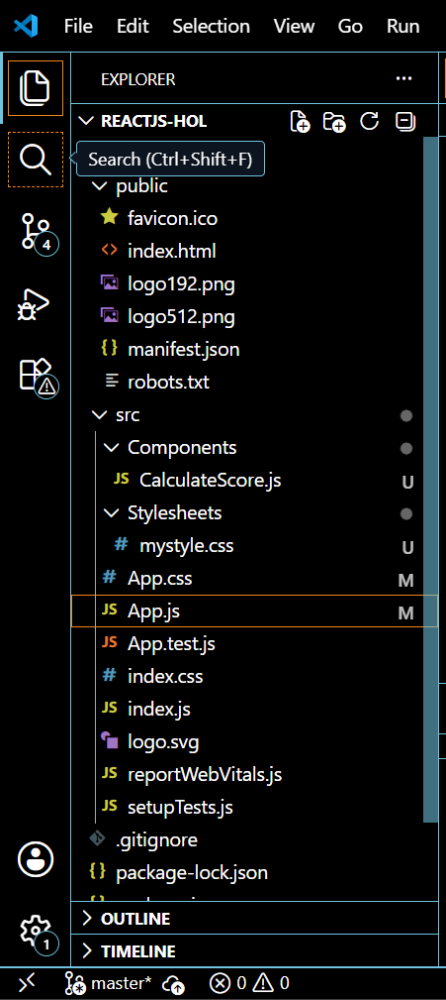 File Edit Selection View Go Run
EXPLORER ...
REACTJS-HOL
Search (Ctrl+Shift+F)
public
favicon.ico
<> index.html
logo192.png
logo512.png
{} manifest.json
robots.txt
src
Components
JS CalculateScore.js U
Stylesheets
# mystyle.css U
# App.css M
JS App.js M
JS App.test.js
# index.css
JS index.js
logo.svg
JS reportWebVitals.js
JS setupTests.js
.gitignore
{} package-lock.json
4
OUTLINE
1
TIMELINE
master* 0 0